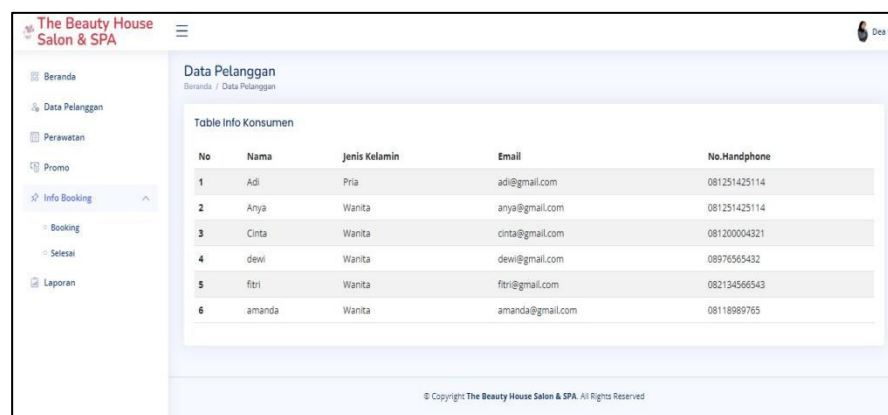 The Beauty House
Salon & SPA
Dea
Beranda
Data Pelanggan
Perawatan
Promo
Info Booking
Booking
Selesai
Laporan
Data Pelanggan
Beranda / Data Pelanggan
Table Info Konsumen
No Nama Jenis Kelamin Email No.Handphone
1 Adi Pria adi@gmail.com 081251425114
2 Anya Wanita anya@gmail.com 081251425114
3 Cinta Wanita cinta@gmail.com 081200004321
4 dewi Wanita dewi@gmail.com 08976565432
5 fitri Wanita fitri@gmail.com 082134566543
6 amanda Wanita amanda@gmail.com 08118989765
© Copyright The Beauty House Salon & SPA. All Rights Reserved